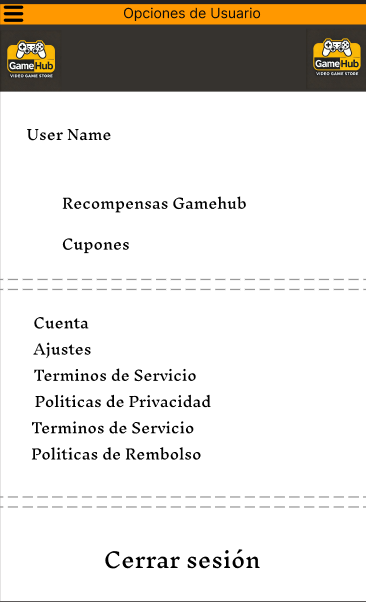 Opciones de Usuario
GameHub
VIDEO GAME STORE
GameHub
VIDEO GAME STORE
User Name
Recompensas Gamehub
Cupones
Cuenta
Ajustes
Terminos de Servicio
Politicas de Privacidad
Terminos de Servicio
Politicas de Rembolso
Cerrar sesión